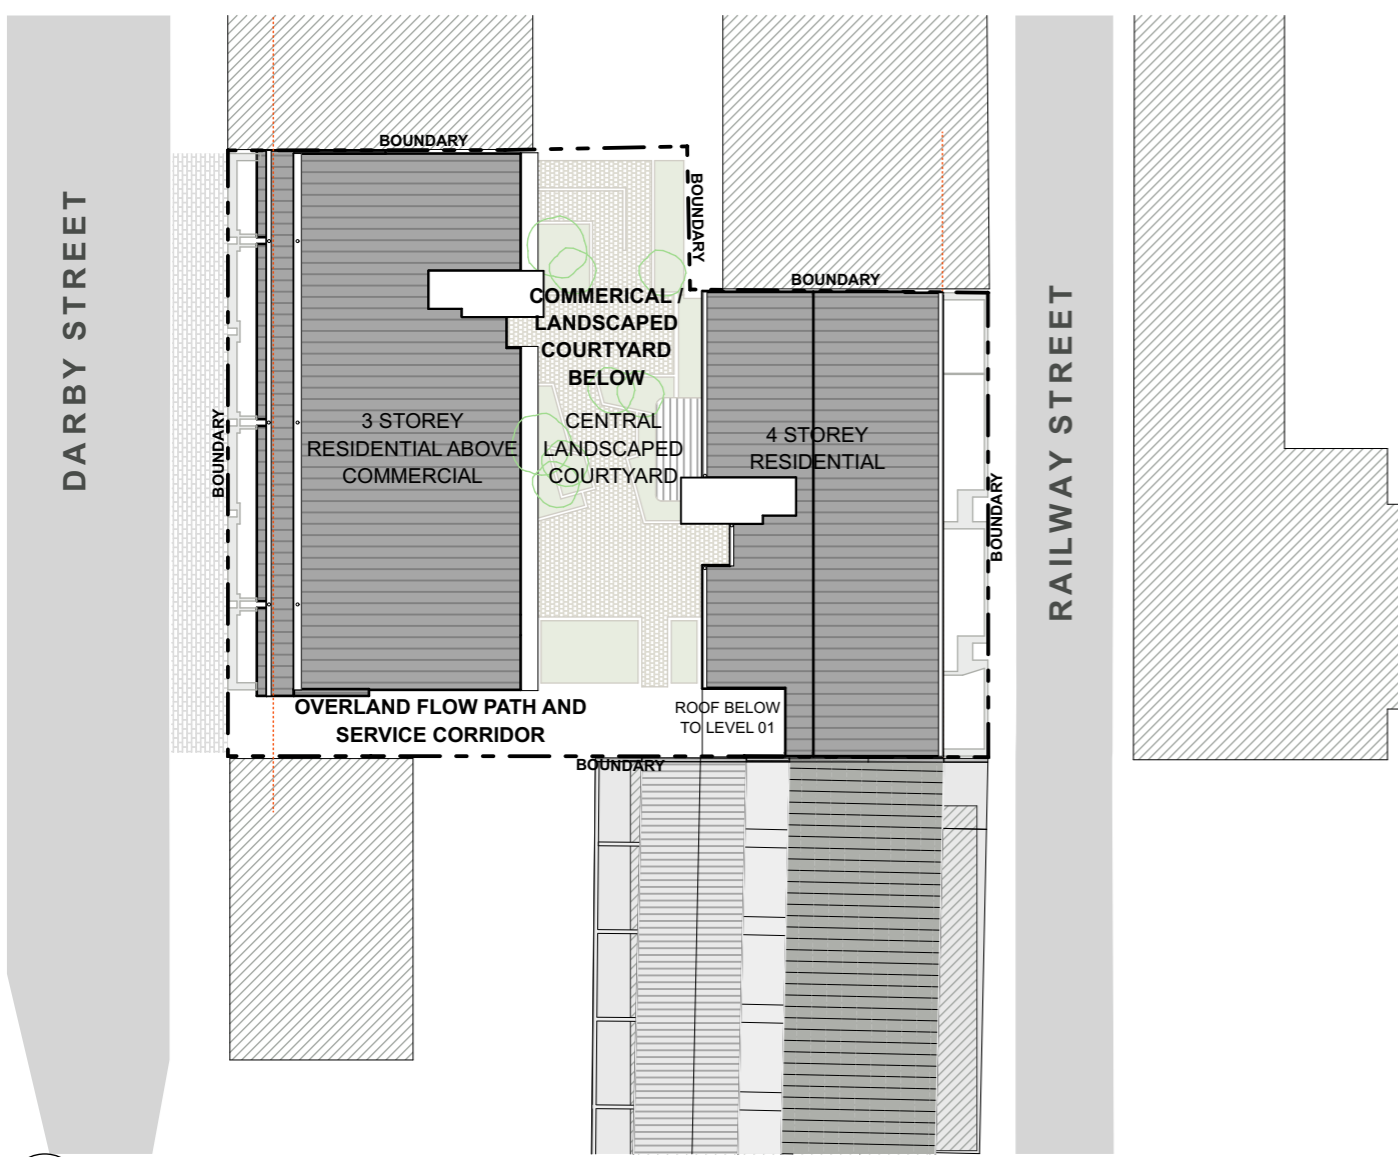 BOUNDARY
BOUNDARY
BOUNDARY
DARBY STREET
RAILWAY STREET
COMMERICAL /
LANDSCAPED
COURTYARD
BELOW
3 STOREY
RESIDENTIAL ABOVE
COMMERCIAL
CENTRAL
LANDSCAPED
COURTYARD
4 STOREY
RESIDENTIAL
BOUNDARY
BOUNDARY
OVERLAND FLOW PATH AND
SERVICE CORRIDOR
ROOF BELOW
TO LEVEL 01
BOUNDARY